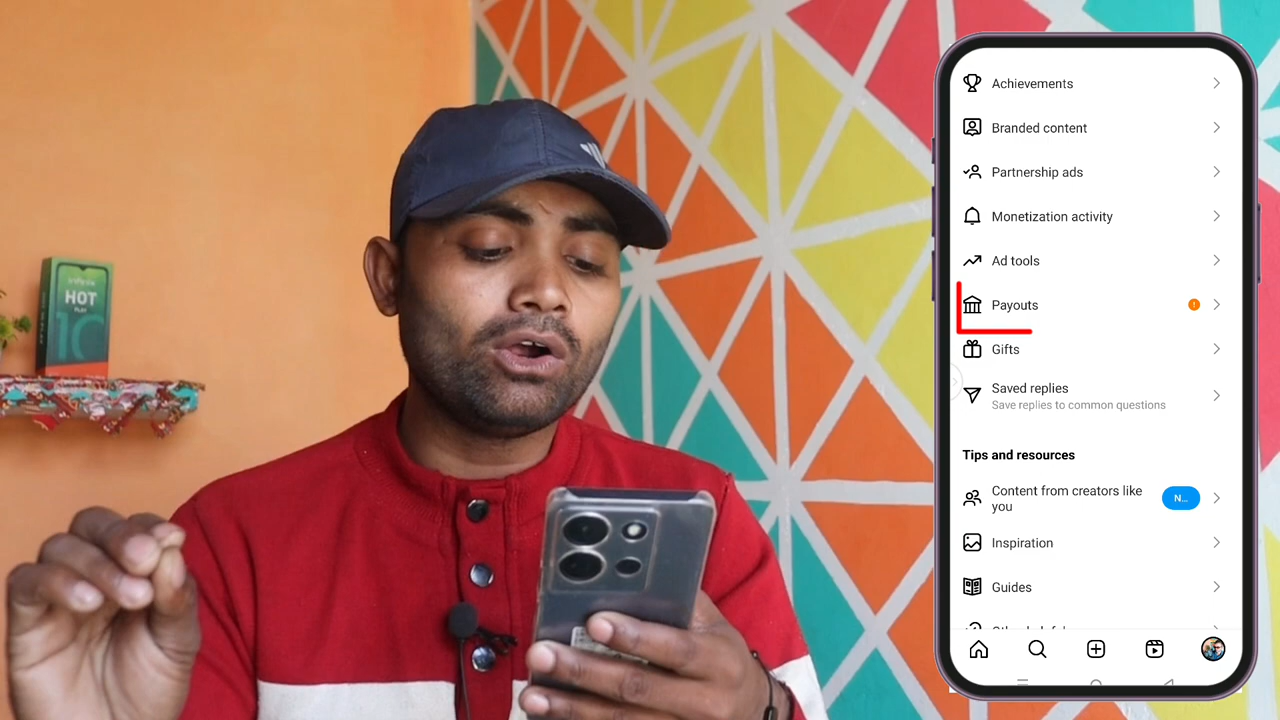 HOT
10
Achievements
Branded content
Partnership ads
Monetization activity
Ad tools
Payouts
!
Gifts
Saved replies
Save replies to common questions
Tips and resources
Content from creators like
you
N...
Inspiration
Guides